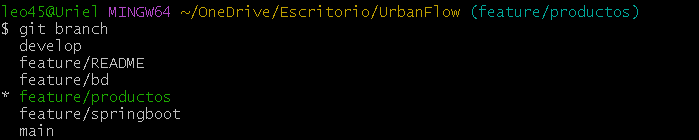 leo45@Uriel MINGW64 ~/OneDrive/Escritorio/UrbanFlow (feature/productos)
$ git branch
  develop
  feature/README
  feature/bd
* feature/productos
  feature/springboot
  main